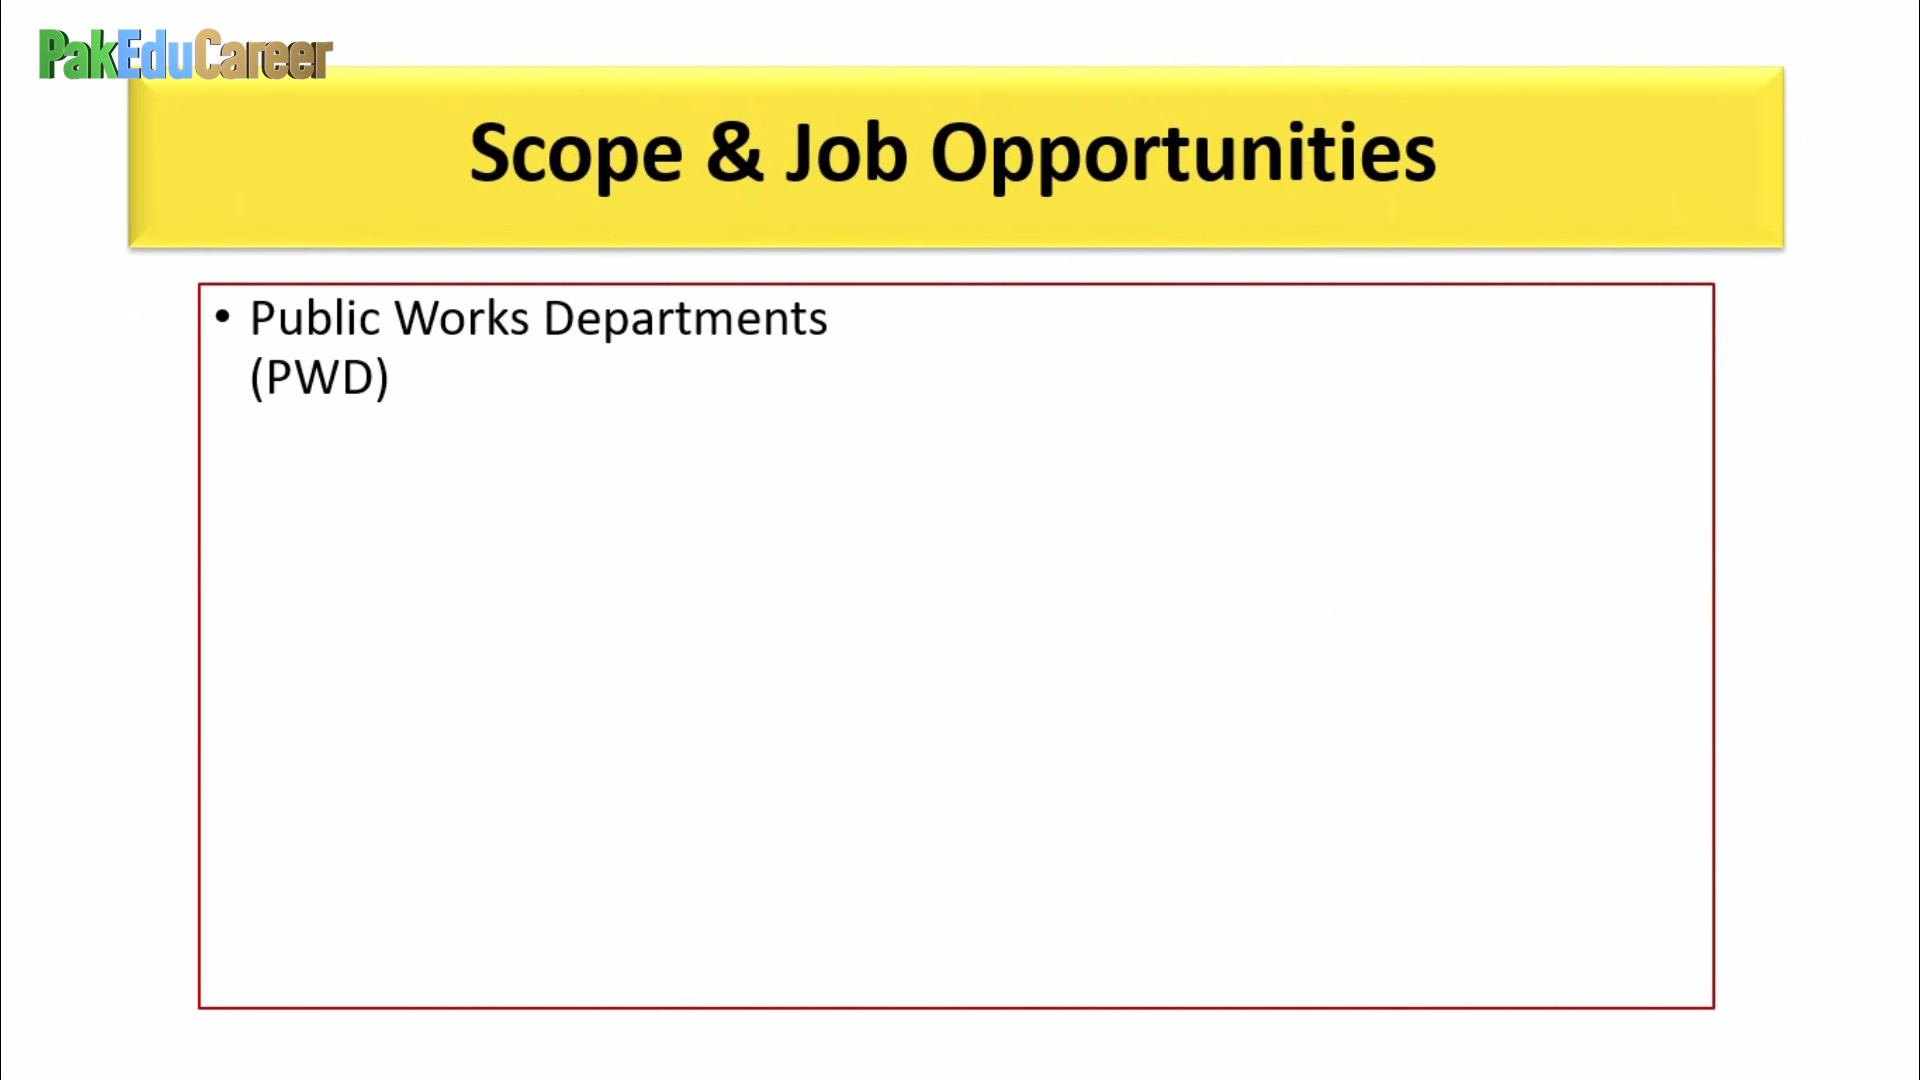 PakEduCareer
Scope & Job Opportunities
• Public Works Departments
(PWD)